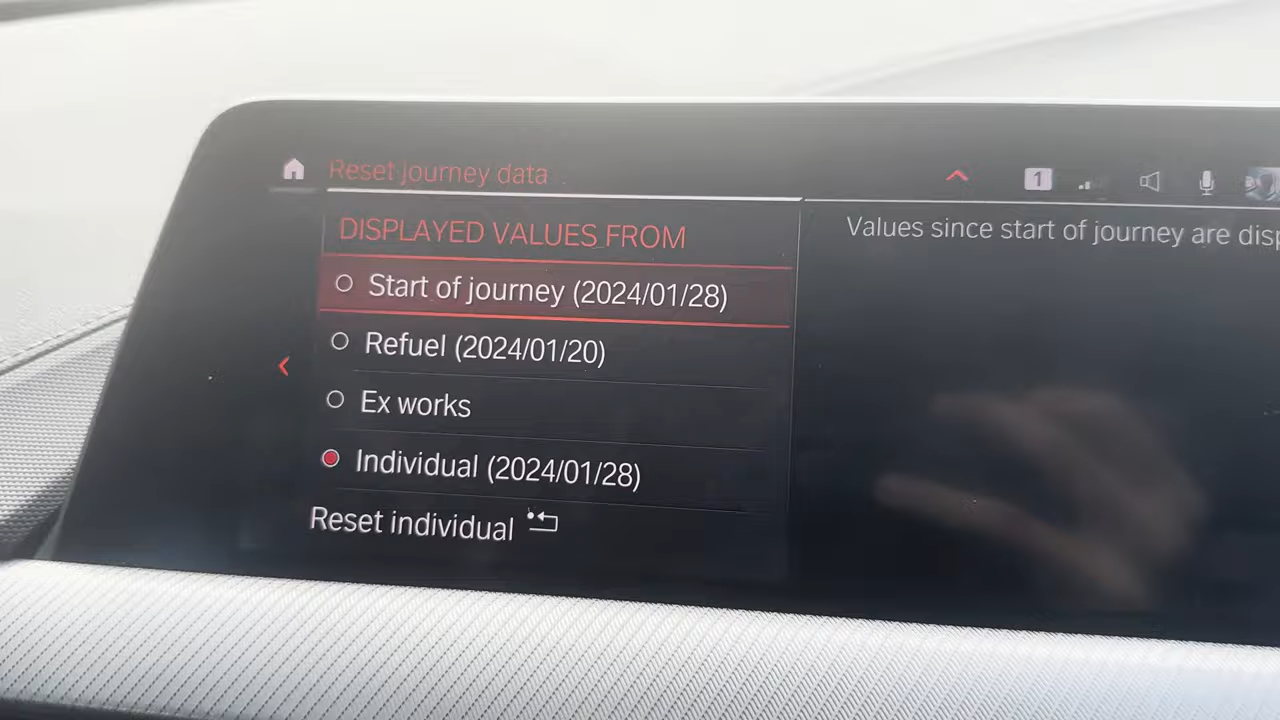 Reset journey data
1
Values since start of journey are disp
DISPLAYED VALUES FROM
Start of journey (2024/01/28)
Refuel (2024/01/20)
Ex works
Individual (2024/01/28)
Reset individual